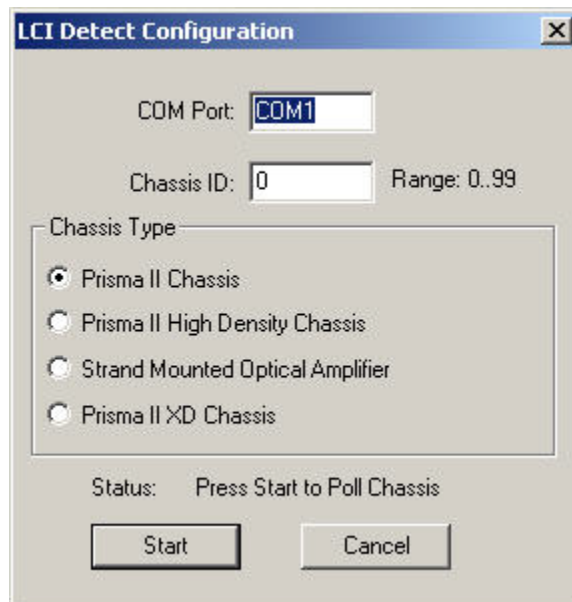 LCI Detect Configuration
COM Port: COM1
Chassis ID: 0 Range: 0..99
Chassis Type
Prisma II Chassis
Prisma II High Density Chassis
Strand Mounted Optical Amplifier
Prisma II XD Chassis
Status: Press Start to Poll Chassis
Start Cancel